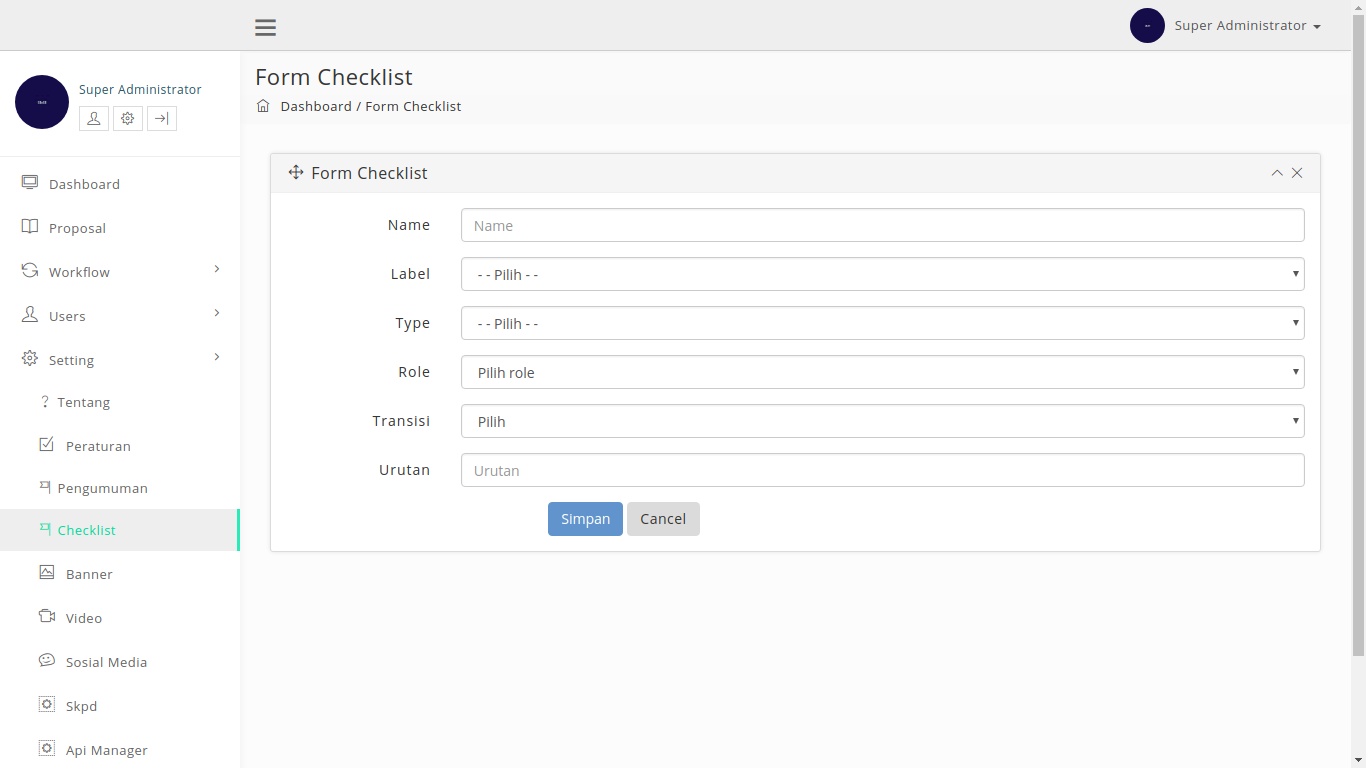 Super Administrator
Super Administrator
Form Checklist
Dashboard / Form Checklist
Dashboard
Proposal
Workflow
Users
Setting
? Tentang
Peraturan
Pengumuman
Checklist
Banner
Video
Sosial Media
Skpd
Api Manager
Form Checklist
Name
Name
Label
- - Pilih - -
Type
- - Pilih - -
Role
Pilih role
Transisi
Pilih
Urutan
Urutan
Simpan
Cancel